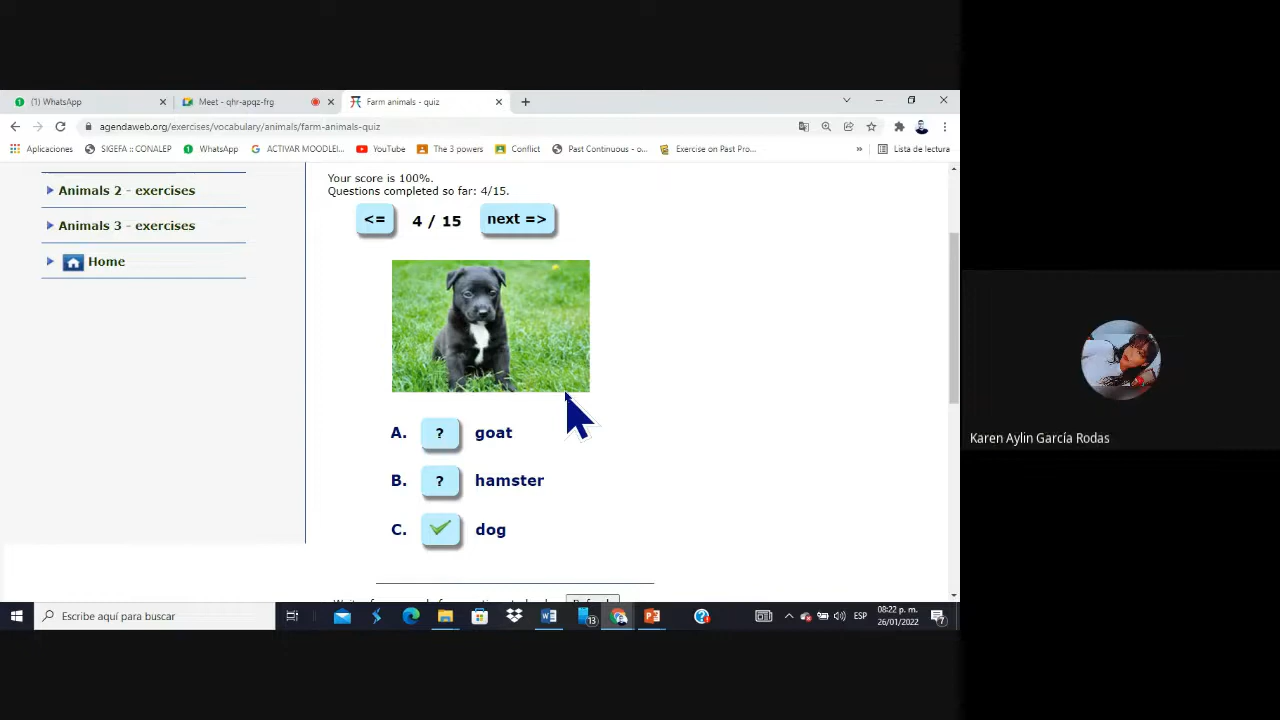 (1) WhatsApp
Meet - qhr-apqz-frg
Farm animals - quiz
agendaweb.org/exercises/vocabulary/animals/farm-animals-quiz
Aplicaciones
SIGEFA :: CONALEP
WhatsApp
ACTIVAR MOODLEI...
YouTube
The 3 powers
Conflict
Past Continuous - o...
Exercise on Past Pro...
»
Lista de lectura
Animals 2 - exercises
Animals 3 - exercises
Home
Your score is 100%.
Questions completed so far: 4/15.
<= 4 / 15 next =>
A. ? goat
B. ? hamster
C. dog
Karen Aylin García Rodas
Escribe aquí para buscar
13
ESP
08:22 p. m.
26/01/2022
7